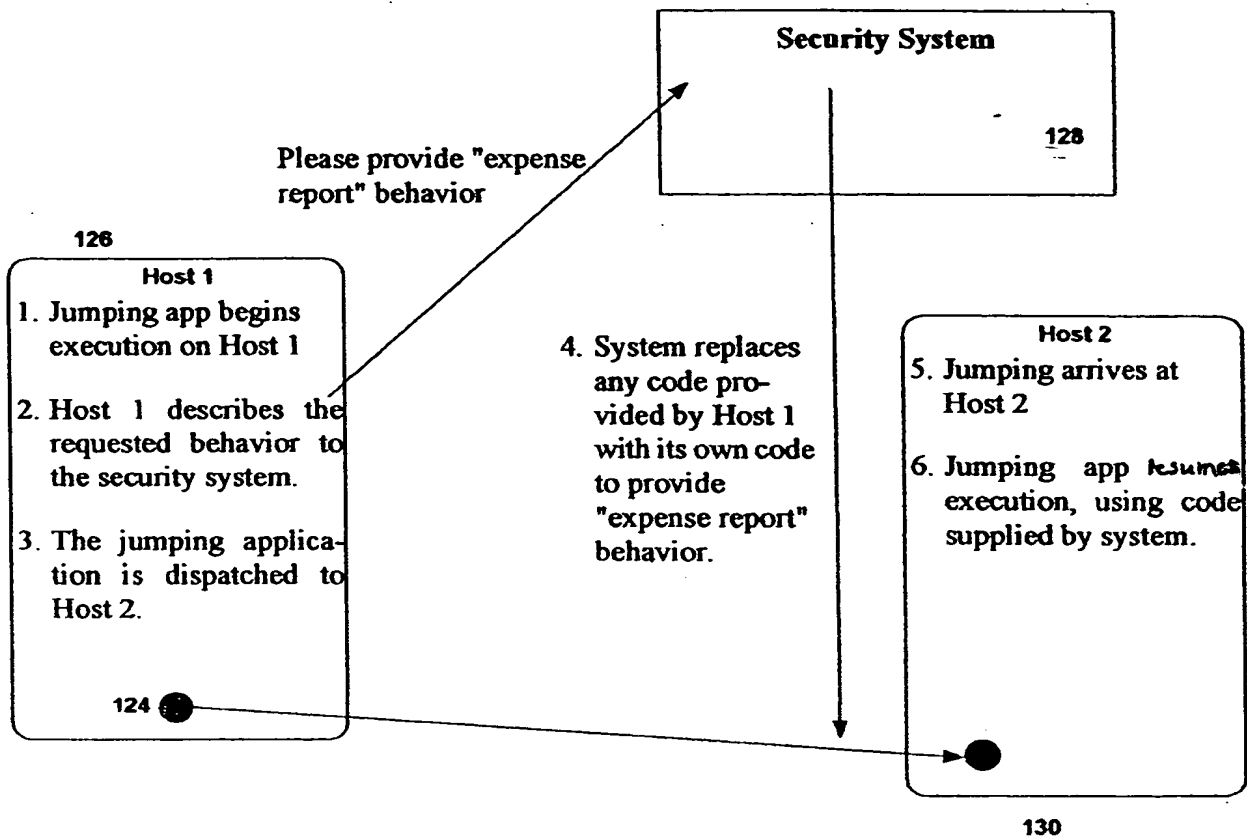 Security System
128
Please provide "expense
report" behavior
126
Host 1
1. Jumping app begins
execution on Host 1
2. Host 1 describes the
requested behavior to
the security system.
3. The jumping applica-
tion is dispatched to
Host 2.
124
4. System replaces
any code pro-
vided by Host 1
with its own code
to provide
"expense report"
behavior.
Host 2
5. Jumping arrives at
Host 2
6. Jumping app resumes
execution, using code
supplied by system.
130